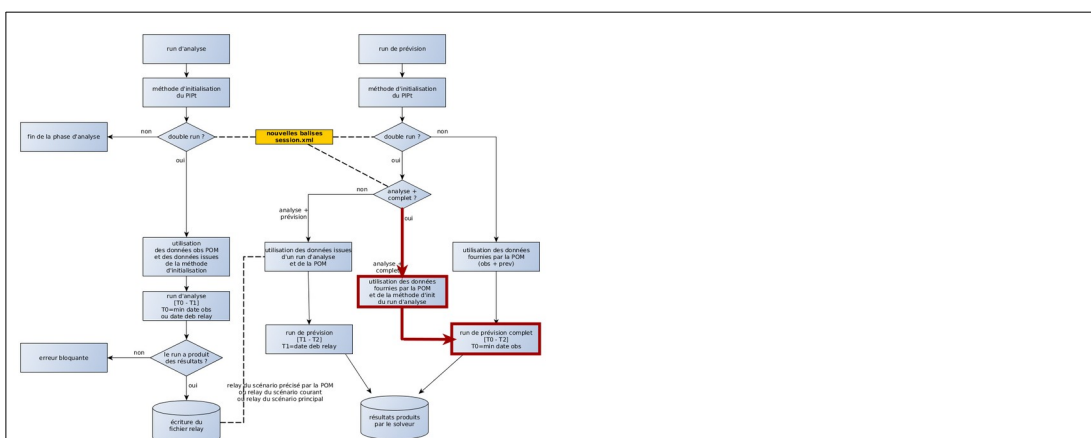 run d'analyse
run de prévision
méthode d'initialisation
du PIPt
méthode d'initialisation
du PIPt
fin de la phase d'analyse
non
double run ?
nouvelles balises
session.xml
double run ?
non
oui
oui
non
analyse +
complet ?
oui
analyse +
prévision
utilisation
des données obs POM
et des données issues
de la méthode
d'initialisation
utilisation des données issues
d'un run d'analyse
et de la POM
analyse +
complet
utilisation des données
fournies par la POM
et de la méthode d'init
du run d'analyse
utilisation des données
fournies par la POM
(obs + prev)
run d'analyse
[T0 - T1]
T0=min date obs
ou date deb relay
run de prévision
[T1 - T2]
T1=date deb relay
run de prévision complet
[T0 - T2]
T0=min date obs
erreur bloquante
non
le run a produit
des résultats ?
oui
relay du scénario précisé par la POM
ou relay du scénario courant
ou relay du scénario principal
écriture du
fichier relay
résultats produits
par le solveur